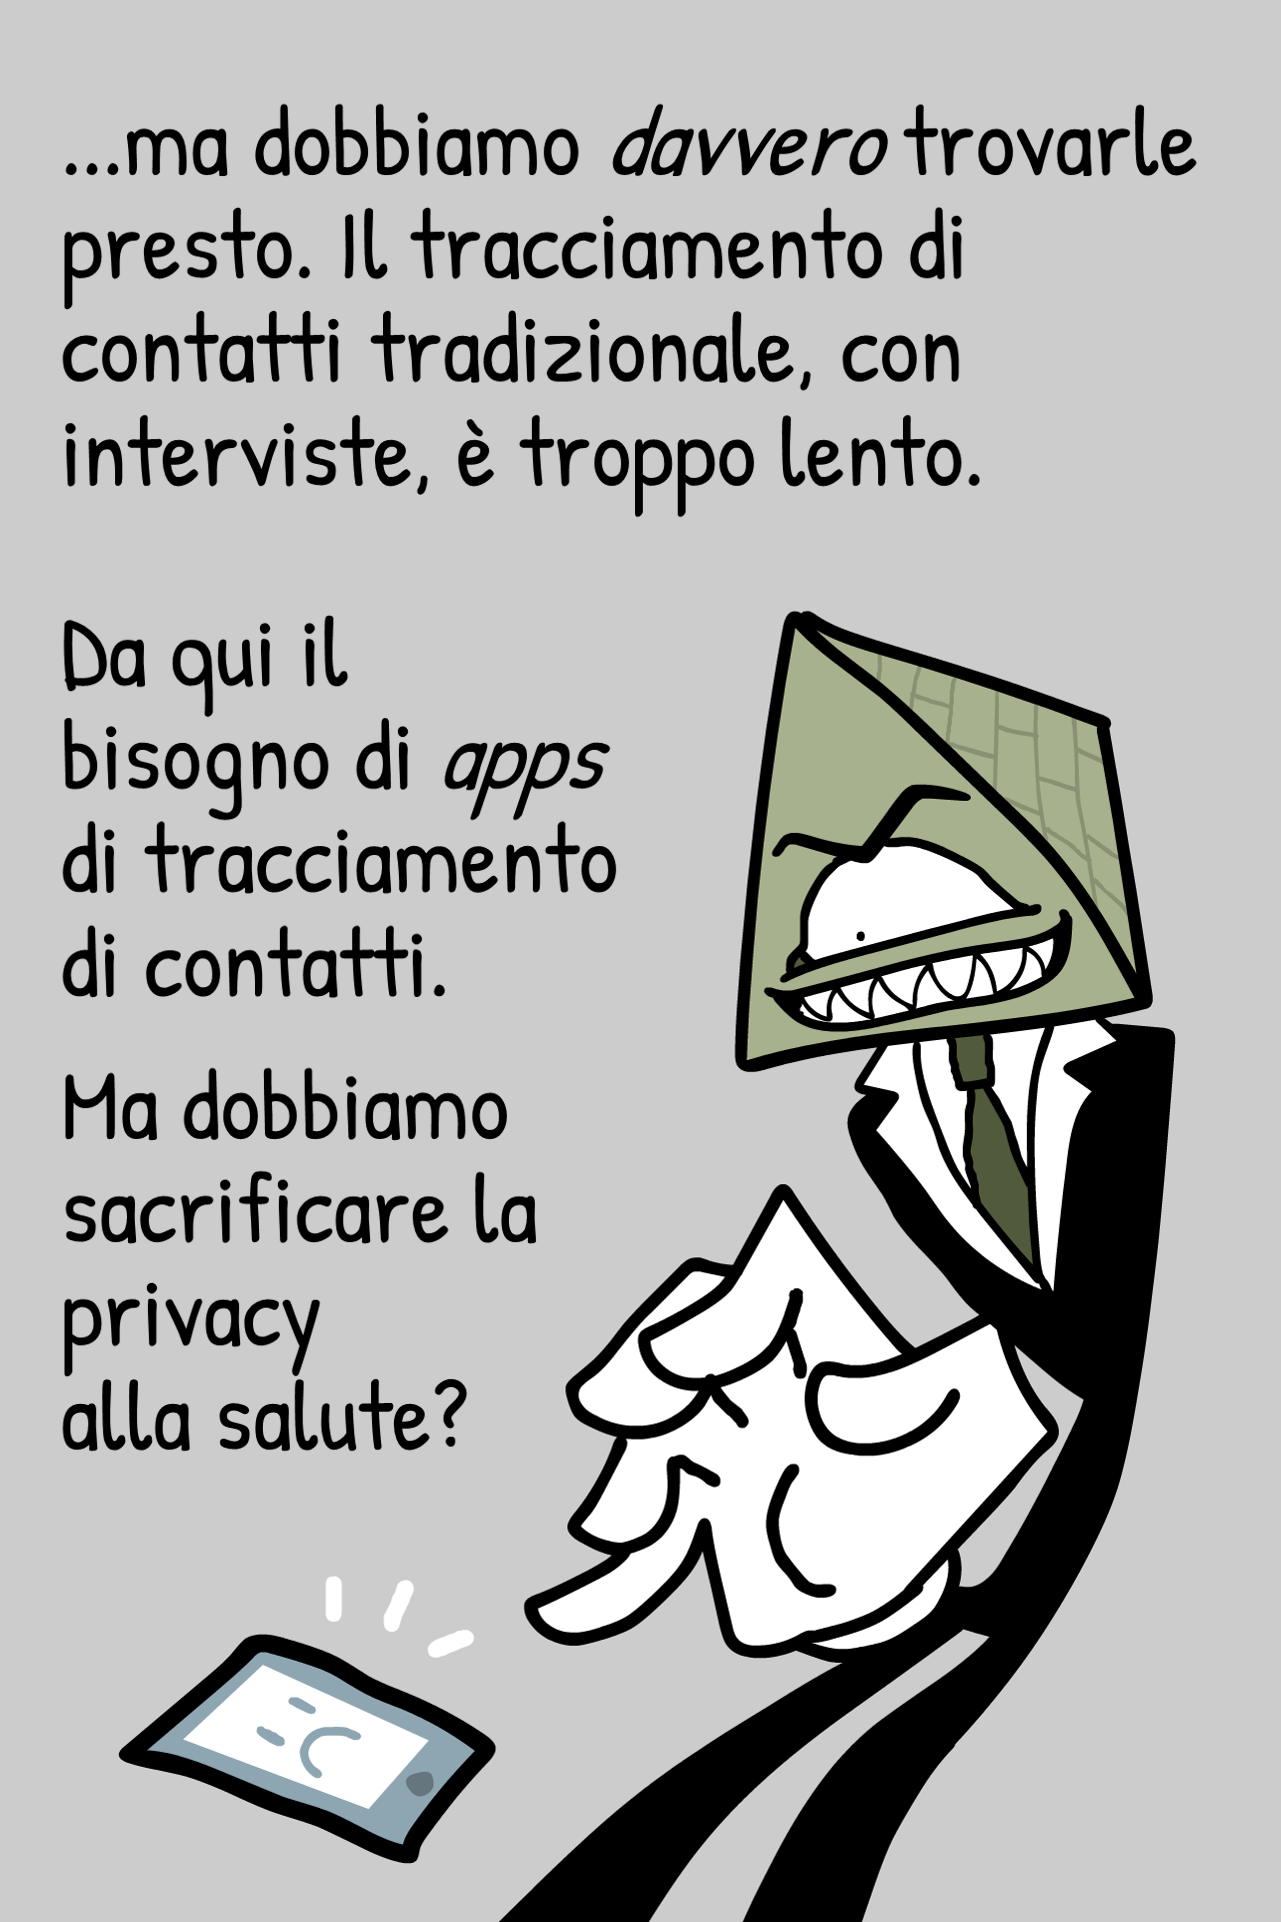 ...ma dobbiamo davvero trovarle
presto. Il tracciamento di
contatti tradizionale, con
interviste, è troppo lento.
Da qui il
bisogno di apps
di tracciamento
di contatti.
Ma dobbiamo
sacrificare la
privacy
alla salute?